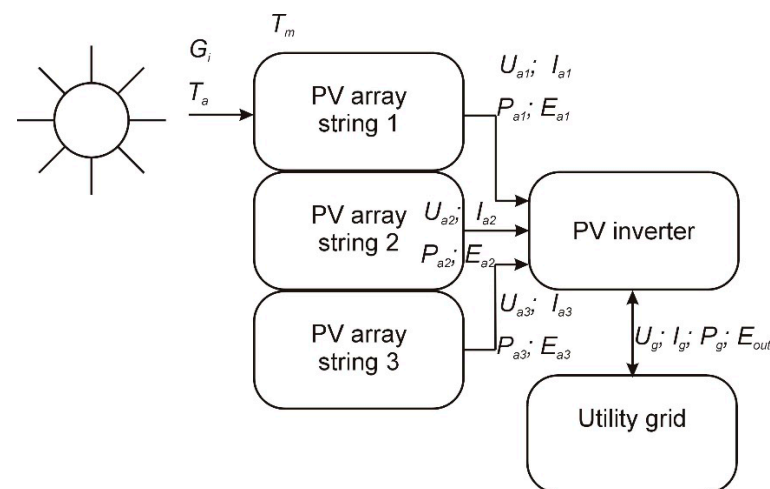 T_m
G_i
T_a
PV array
string 1
U_a1; I_a1
P_a1; E_a1
PV array
string 2
U_a2; I_a2
P_a2; E_a2
PV inverter
PV array
string 3
U_a3; I_a3
P_a3; E_a3
U_g; I_g; P_g; E_out
Utility grid